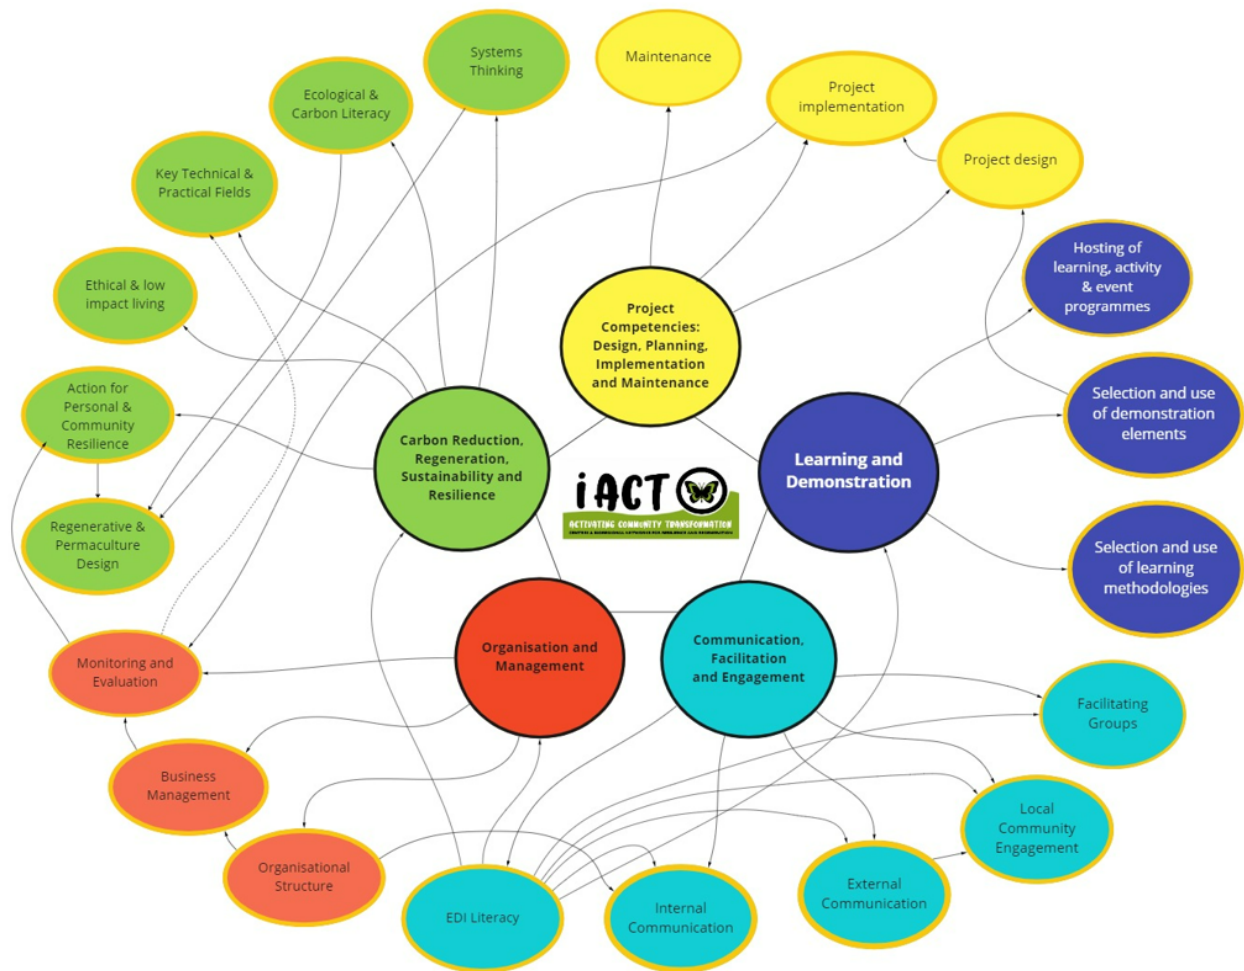 Systems
Thinking
Maintenance
Project
implementation
Ecological &
Carbon Literacy
Project design
Key Technical &
Practical Fields
Hosting of
learning, activity
& event
programmes
Ethical & low
impact living
Project
Competencies:
Design, Planning,
Implementation
and Maintenance
Action for
Personal &
Community
Resilience
Selection and use
of demonstration
elements
Carbon Reduction,
Regeneration,
Sustainability and
Resilience
Learning and
Demonstration
iACT
ACTIVATING COMMUNITY TRANSFORMATION
Regenerative &
Permaculture
Design
Selection and use
of learning
methodologies
Organisation and
Management
Communication,
Facilitation
and Engagement
Monitoring and
Evaluation
Facilitating
Groups
Business
Management
Local
Community
Engagement
Organisational
Structure
EDI Literacy
Internal
Communication
External
Communication